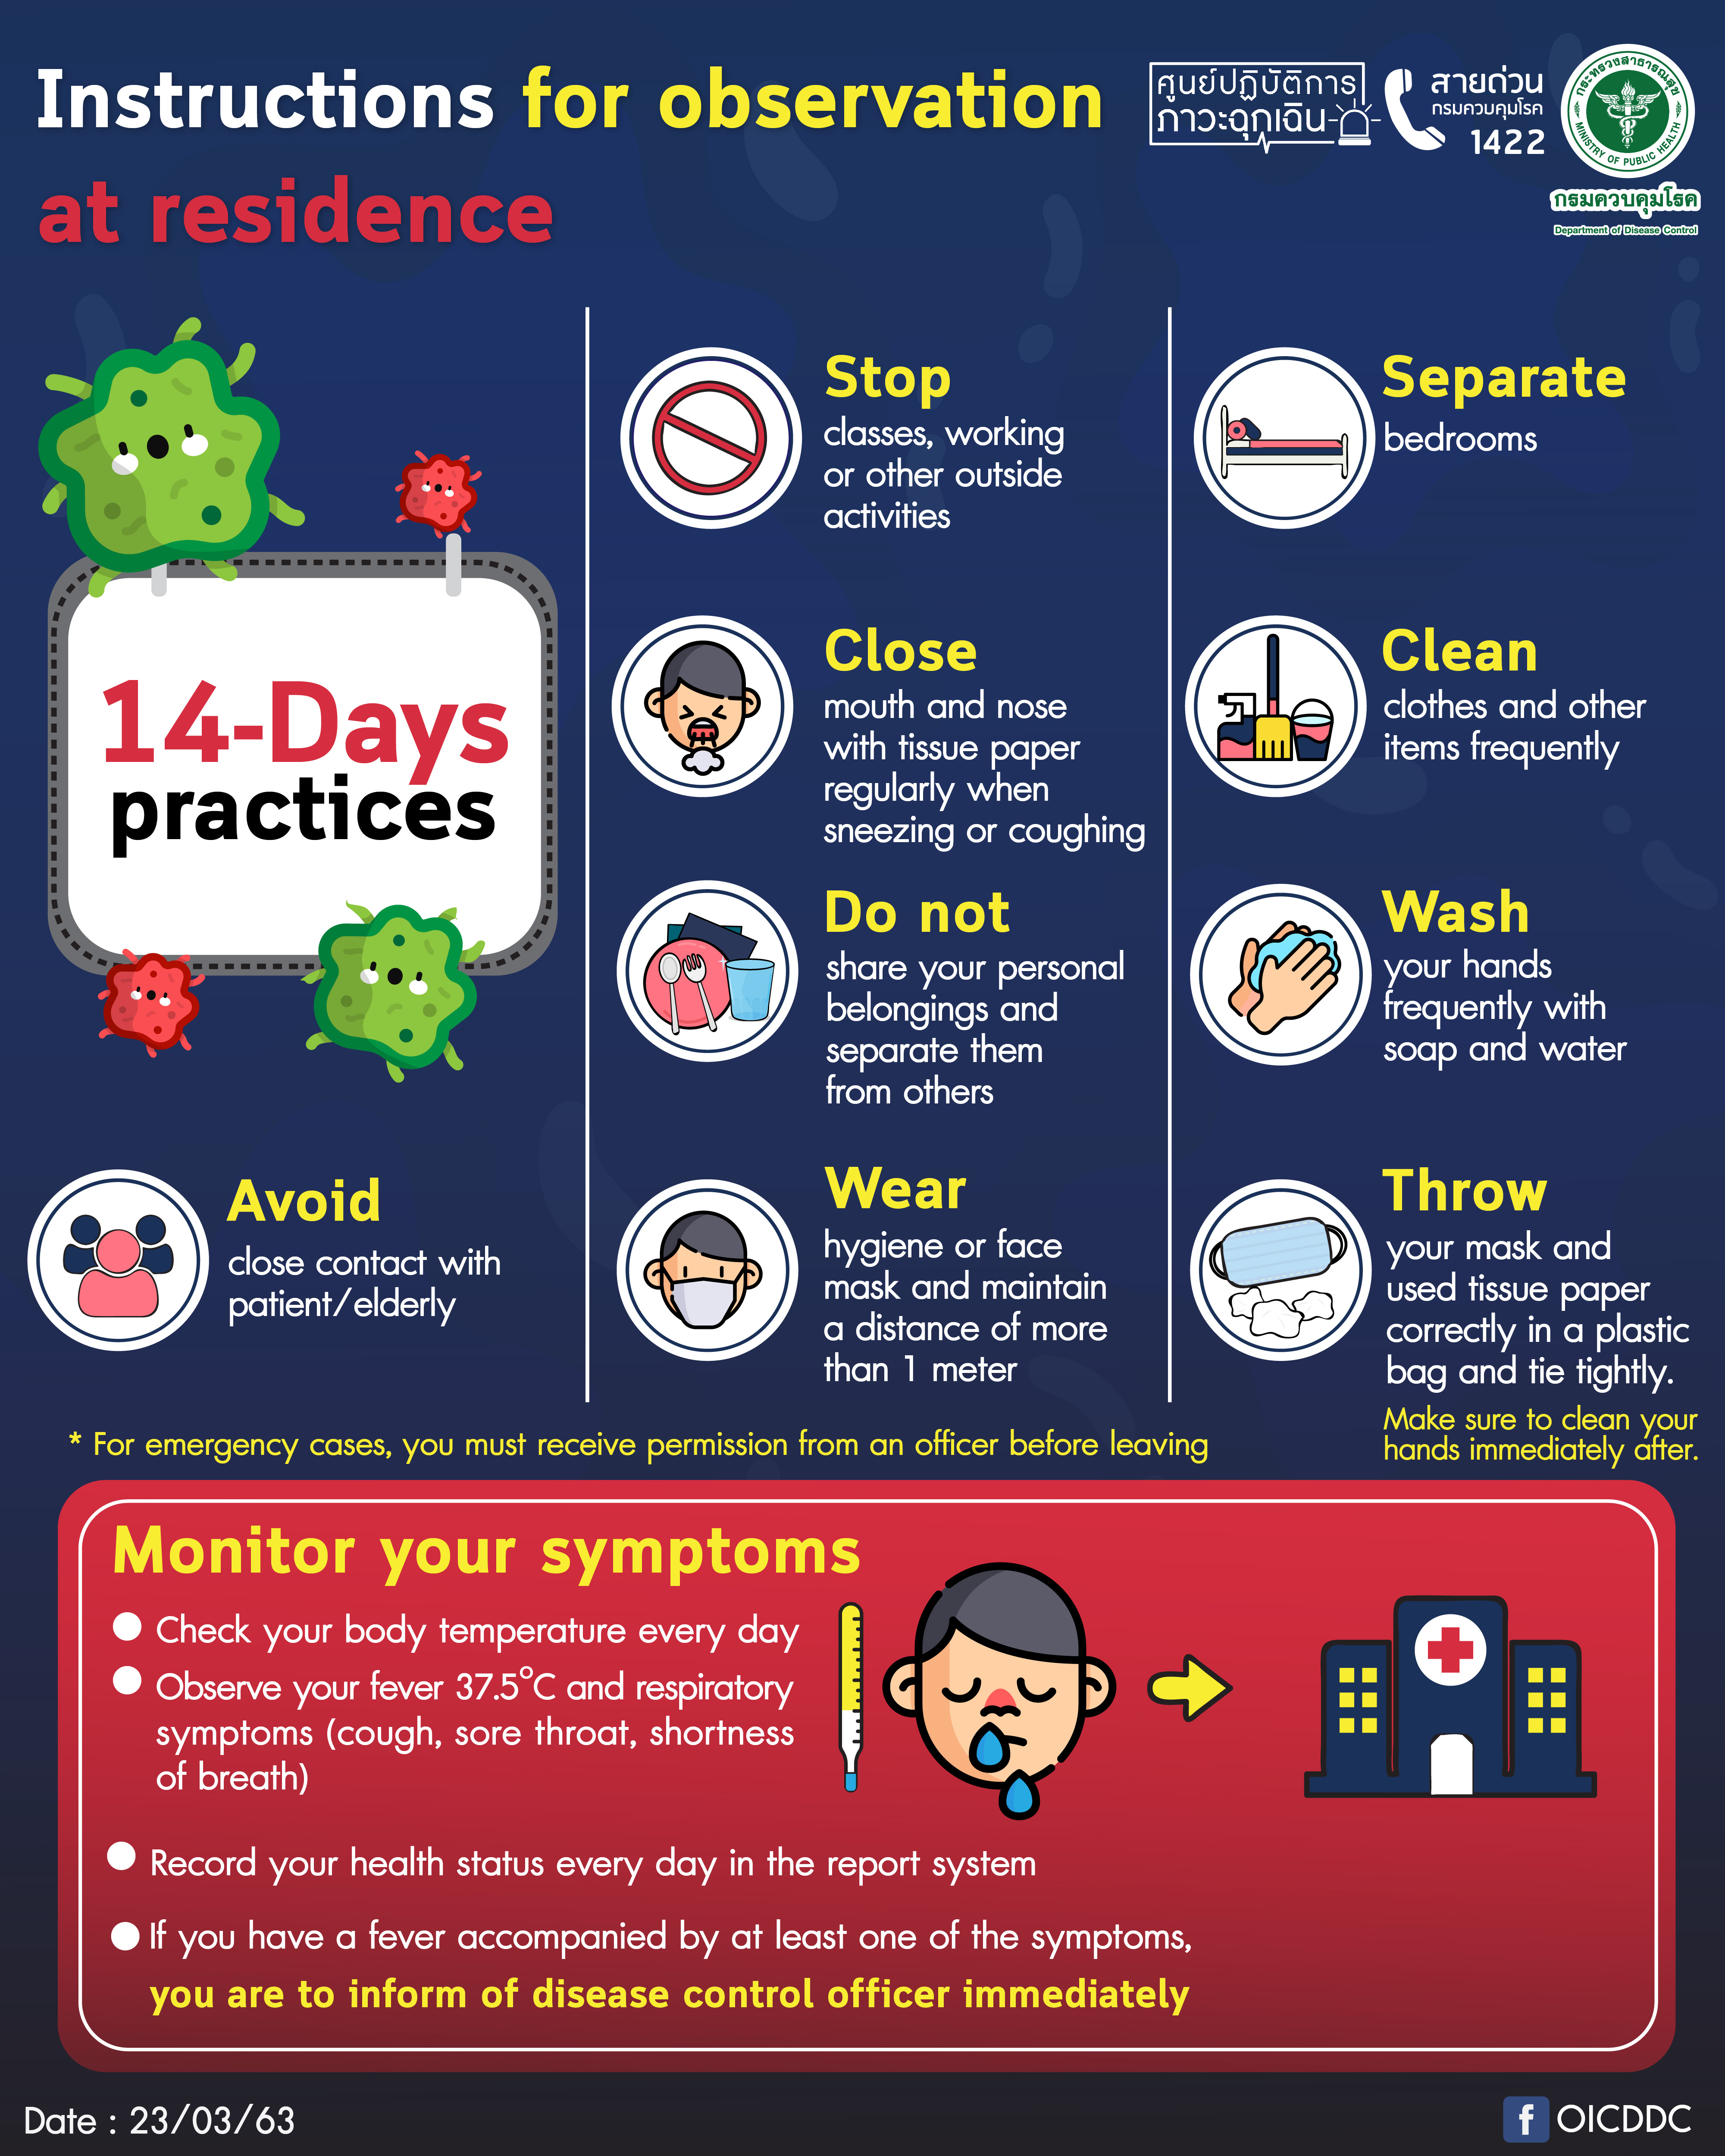 Instructions for observation
at residence
ศูนย์ปฏิบัติการ
ภาวะฉุกเฉิน
สายด่วน
กรมควบคุมโรค
1422
กระทรวงสาธารณสุข
MINISTRY OF PUBLIC HEALTH
กรมควบคุมโรค
Department of Disease Control
14-Days
practices
Avoid
close contact with
patient/elderly
Stop
classes, working
or other outside
activities
Close
mouth and nose
with tissue paper
regularly when
sneezing or coughing
Do not
share your personal
belongings and
separate them
from others
Wear
hygiene or face
mask and maintain
a distance of more
than 1 meter
Separate
bedrooms
Clean
clothes and other
items frequently
Wash
your hands
frequently with
soap and water
Throw
your mask and
used tissue paper
correctly in a plastic
bag and tie tightly.
Make sure to clean your
hands immediately after.
* For emergency cases, you must receive permission from an officer before leaving
Monitor your symptoms
Check your body temperature every day
Observe your fever 37.5°C and respiratory
symptoms (cough, sore throat, shortness
of breath)
Record your health status every day in the report system
If you have a fever accompanied by at least one of the symptoms,
you are to inform of disease control officer immediately
Date : 23/03/63
f OICDDC